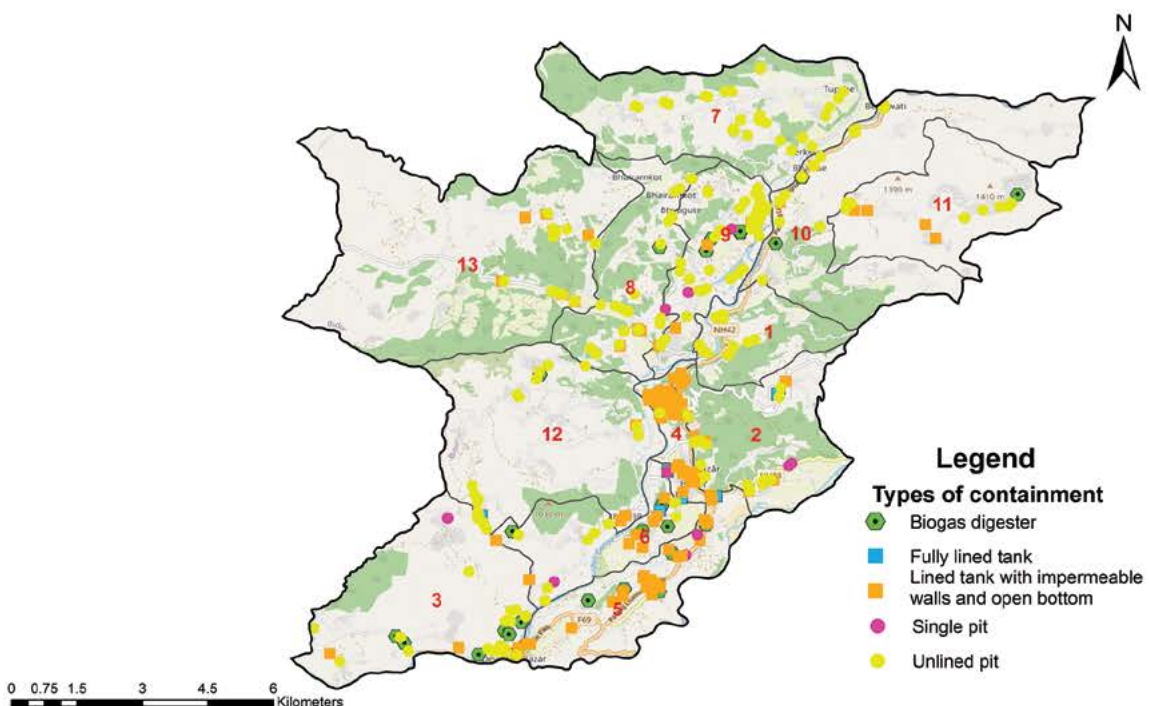 N
7
Bhairamkot
1399 m
1410 m
11
9
10
13
8
NH42
1
12
4
2
6
3
5
F69
Legend
Types of containment
Biogas digester
Fully lined tank
Lined tank with impermeable
walls and open bottom
Single pit
Unlined pit
0 0.75 1.5 3 4.5 6
Kilometers